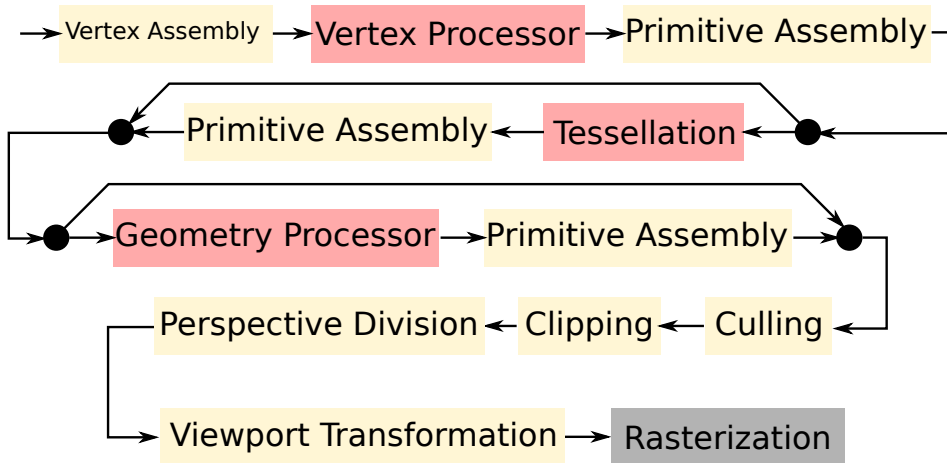 Vertex Assembly
Vertex Processor
Primitive Assembly
Primitive Assembly
Tessellation
Geometry Processor
Primitive Assembly
Perspective Division
Clipping
Culling
Viewport Transformation
Rasterization